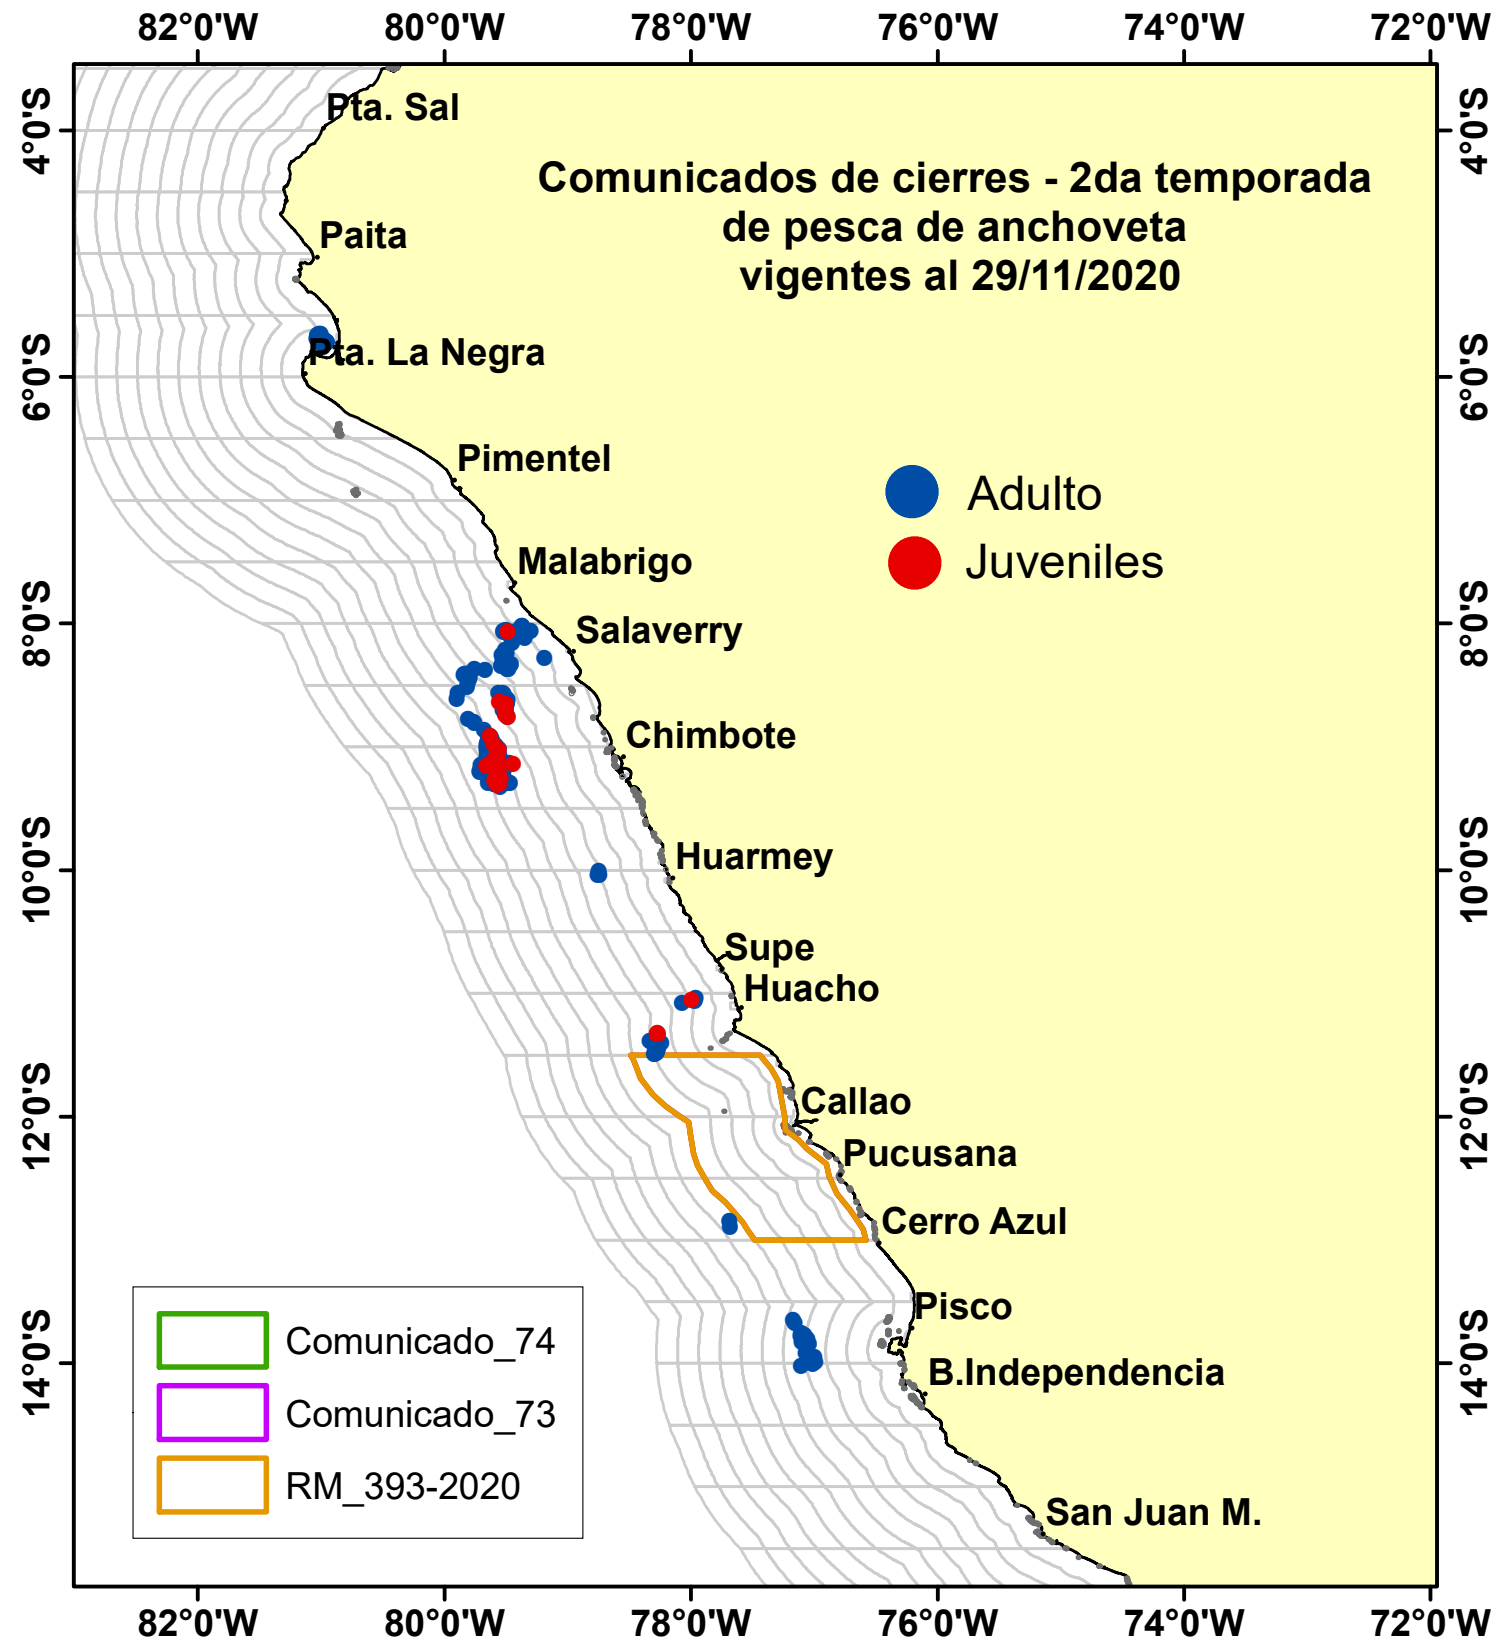 82°0'W 80°0'W 78°0'W 76°0'W 74°0'W 72°0'W
4°0'S
6°0'S
8°0'S
10°0'S
12°0'S
14°0'S
Comunicados de cierres - 2da temporada
de pesca de anchoveta
vigentes al 29/11/2020
Pta. Sal
Paita
Pta. La Negra
Pimentel
Malabrigo
Salaverry
Chimbote
Huarmey
Supe
Huacho
Callao
Pucusana
Cerro Azul
Pisco
B.Independencia
San Juan M.
Adulto
Juveniles
Comunicado_74
Comunicado_73
RM_393-2020
4°0'S
6°0'S
8°0'S
10°0'S
12°0'S
14°0'S
82°0'W 80°0'W 78°0'W 76°0'W 74°0'W 72°0'W